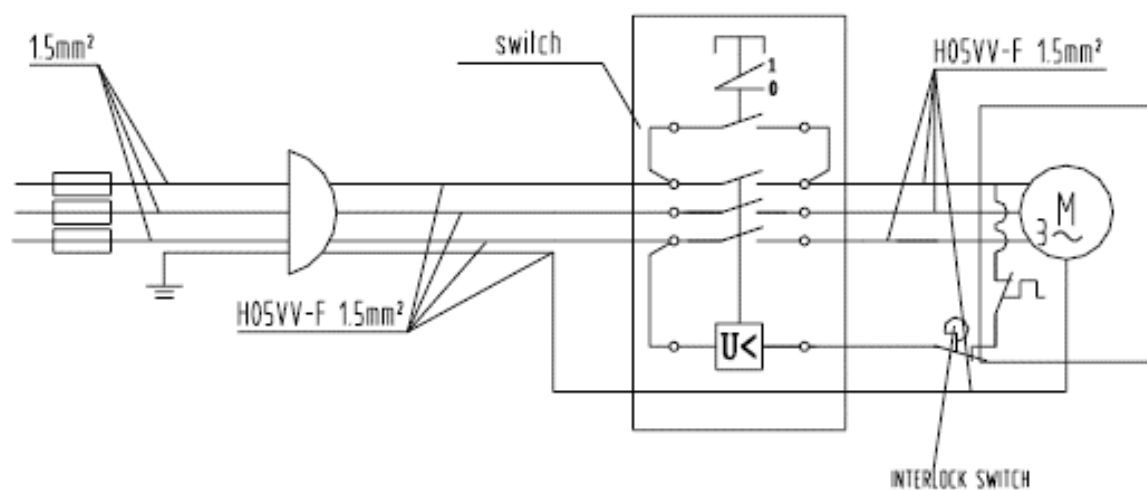 1.5mm²
switch
H05VV-F 1.5mm²
1
0
M
3
H05VV-F 1.5mm²
U<
INTERLOCK SWITCH